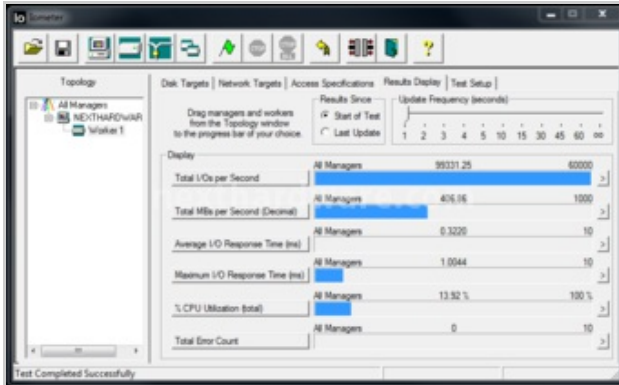 Iometer
Topology
All Managers
NEXTHARDWAR
Worker 1
Disk Targets
Network Targets
Access Specifications
Results Display
Test Setup
Drag managers and workers
from the Topology window
to the progress bar of your choice.
Results Since
Start of Test
Last Update
Update Frequency (seconds)
1 2 3 4 5 10 15 30 45 60 oo
Display
All Managers 99331.25 60000
Total I/Os per Second
All Managers 406.86 1000
Total MBs per Second (Decimal)
All Managers 0.3220 10
Average I/O Response Time (ms)
All Managers 1.0044 10
Maximum I/O Response Time (ms)
All Managers 13.92 % 100 %
% CPU Utilization (total)
All Managers 0 10
Total Error Count
Test Completed Successfully